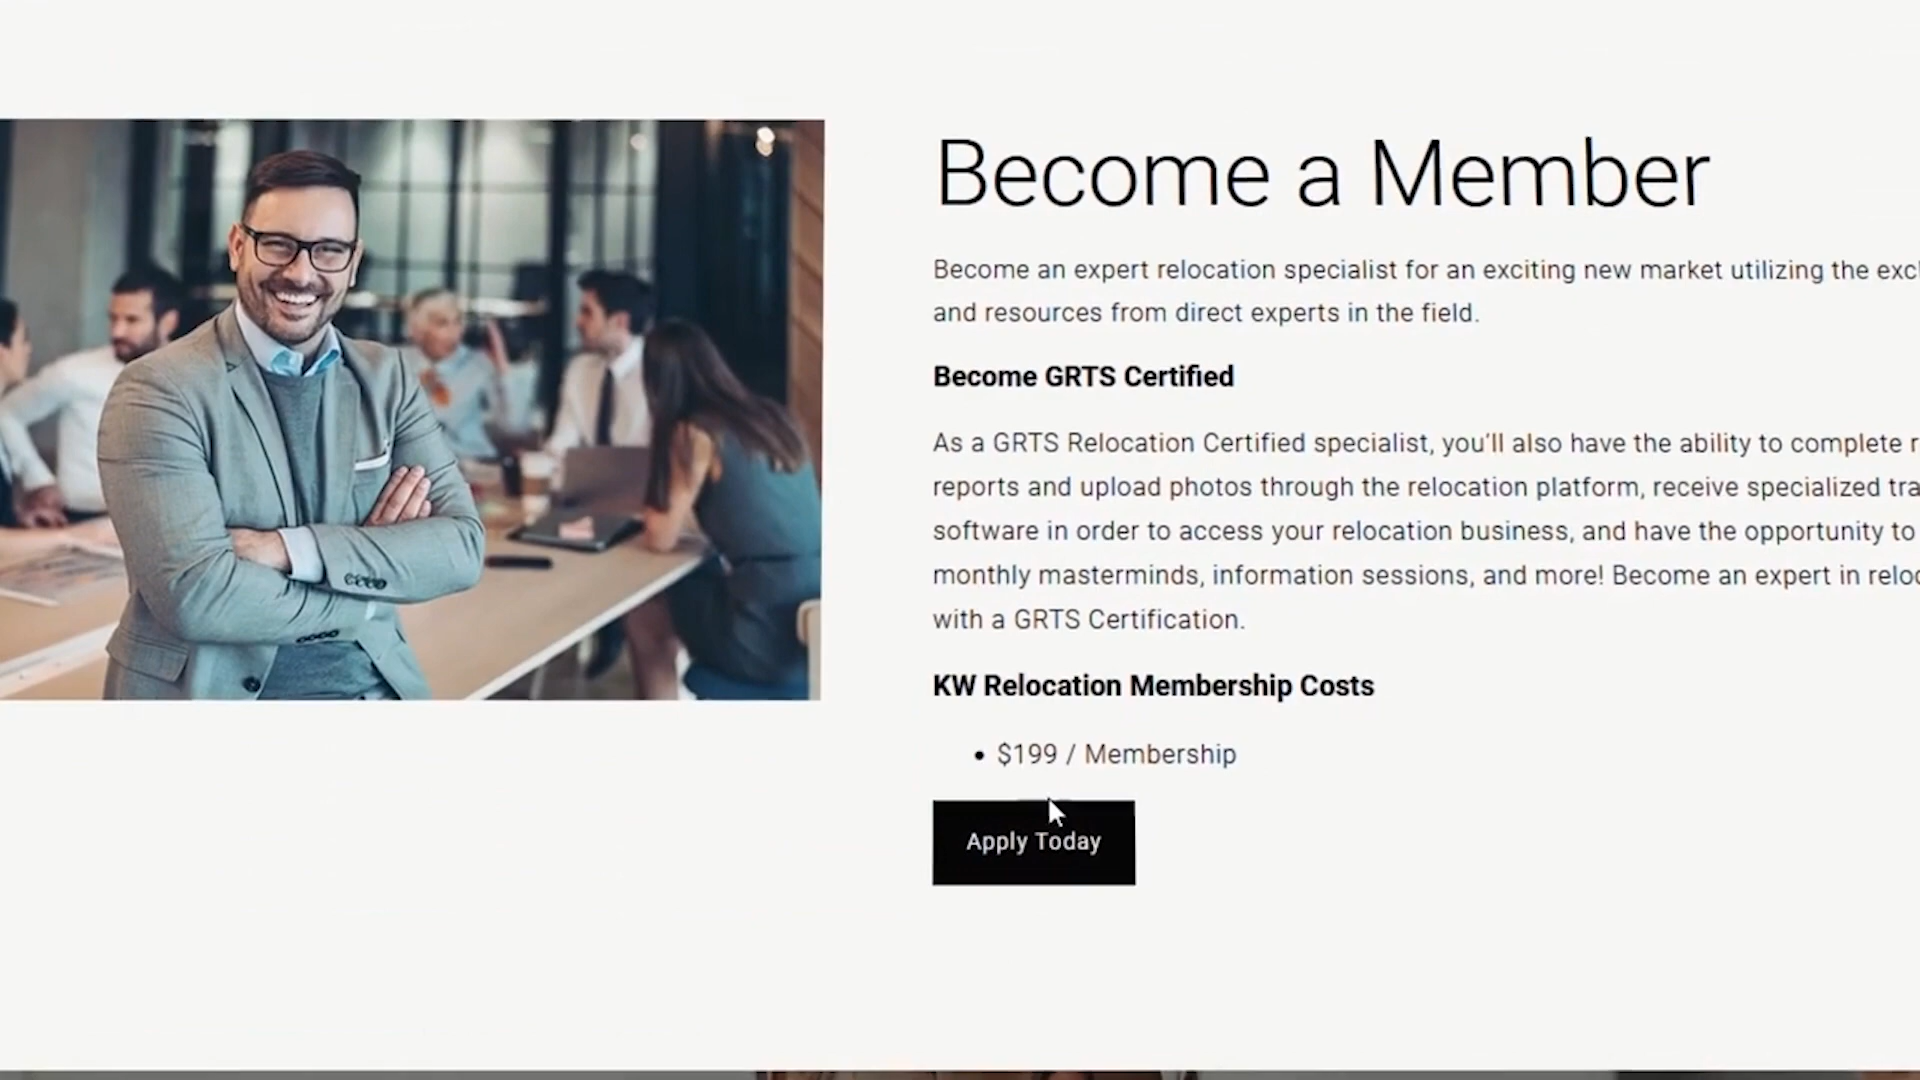 Become a Member
Become an expert relocation specialist for an exciting new market utilizing the
and resources from direct experts in the field.
Become GRTS Certified
As a GRTS Relocation Certified specialist, you'll also have the ability to complete
reports and upload photos through the relocation platform, receive specialized
software in order to access your relocation business, and have the opportunity to
monthly masterminds, information sessions, and more! Become an expert in
with a GRTS Certification.
KW Relocation Membership Costs
• $199 / Membership
Apply Today